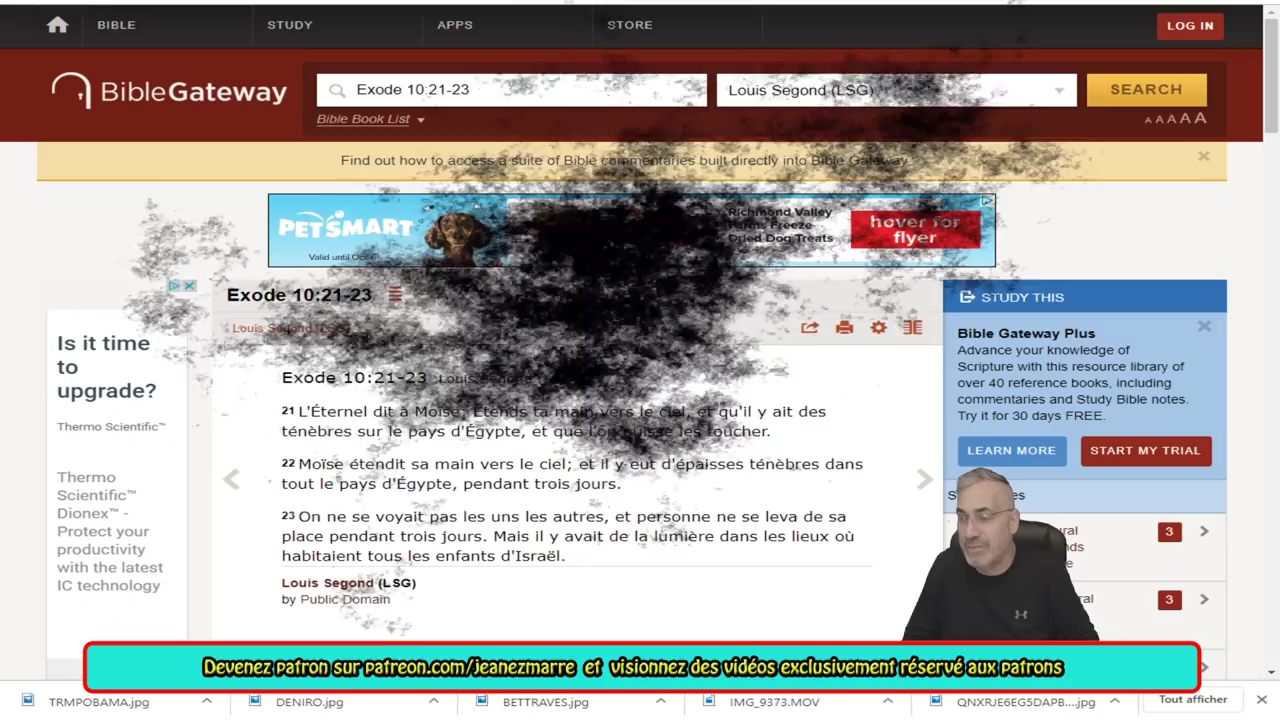 BIBLE
STUDY
APPS
STORE
LOG IN
BibleGateway
Exode 10:21-23
Louis Segond (LSG)
SEARCH
Bible Book List
A A A A A
Find out how to access a suite of Bible commentaries built directly into Bible Gateway.
PETSMART
Valid until Oct 6
Richmond Valley
Freeze
Dried Dog Treats
hover for
flyer
Exode 10:21-23
Louis Segond
Is it time
to
upgrade?
Thermo Scientific™
Thermo
Scientific™
Dionex™ -
Protect your
productivity
with the latest
IC technology
Exode 10:21-23 Louis
21 L'Éternel dit à Moïse: Étends ta main vers le ciel, et qu'il y ait des
ténèbres sur le pays d'Égypte, et que l'on puisse les toucher.
22 Moïse étendit sa main vers le ciel; et il y eut d'épaisses ténèbres dans
tout le pays d'Égypte, pendant trois jours.
23 On ne se voyait pas les uns les autres, et personne ne se leva de sa
place pendant trois jours. Mais il y avait de la lumière dans les lieux où
habitaient tous les enfants d'Israël.
Louis Segond (LSG)
by Public Domain
STUDY THIS
Bible Gateway Plus
Advance your knowledge of
Scripture with this resource library of
over 40 reference books, including
commentaries and Study Bible notes.
Try it for 30 days FREE.
LEARN MORE
START MY TRIAL
3
3
Devenez patron sur patreon.com/jeanezmarre et visionnez des vidéos exclusivement réservé aux patrons
TRMPOBAMA.jpg
DENIRO.jpg
BETTRAVES.jpg
IMG_9373.MOV
QNXRJE6EG5DAPB....jpg
Tout afficher